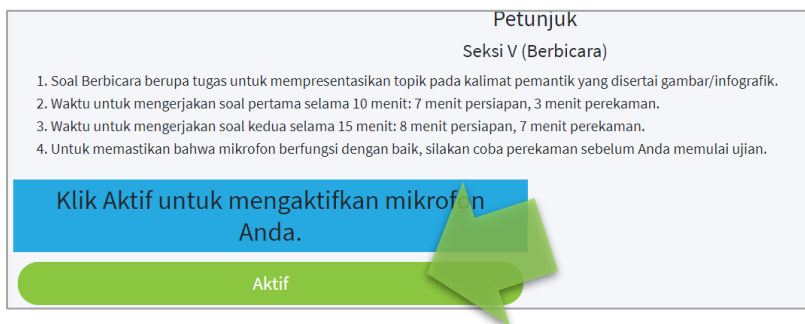 Petunjuk
Seksi V (Berbicara)
1. Soal Berbicara berupa tugas untuk mempresentasikan topik pada kalimat pemantik yang disertai gambar/infografik.
2. Waktu untuk mengerjakan soal pertama selama 10 menit: 7 menit persiapan, 3 menit perekaman.
3. Waktu untuk mengerjakan soal kedua selama 15 menit: 8 menit persiapan, 7 menit perekaman.
4. Untuk memastikan bahwa mikrofon berfungsi dengan baik, silakan coba perekaman sebelum Anda memulai ujian.
Klik Aktif untuk mengaktifkan mikrofon
Anda.
Aktif